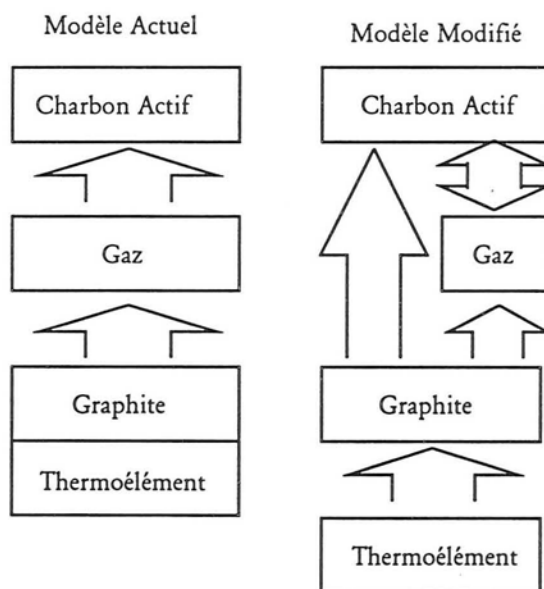 Modèle Actuel
Charbon Actif
Gaz
Graphite
Thermoélément
Modèle Modifié
Charbon Actif
Gaz
Graphite
Thermoélément